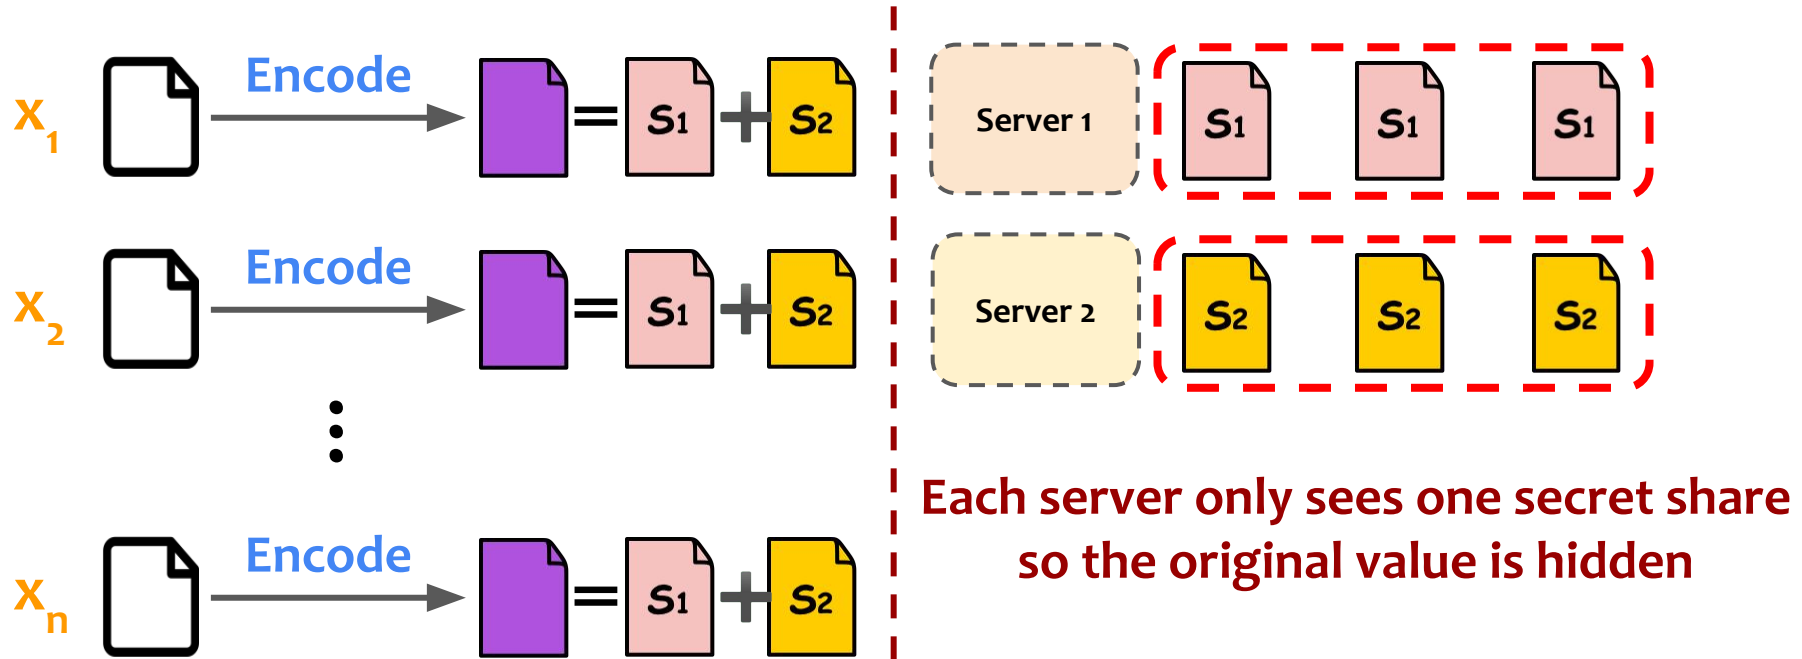 x1 Encode = S1 + S2
x2 Encode = S1 + S2
⋮
xn Encode = S1 + S2
Server 1 S1 S1 S1
Server 2 S2 S2 S2
Each server only sees one secret share
so the original value is hidden